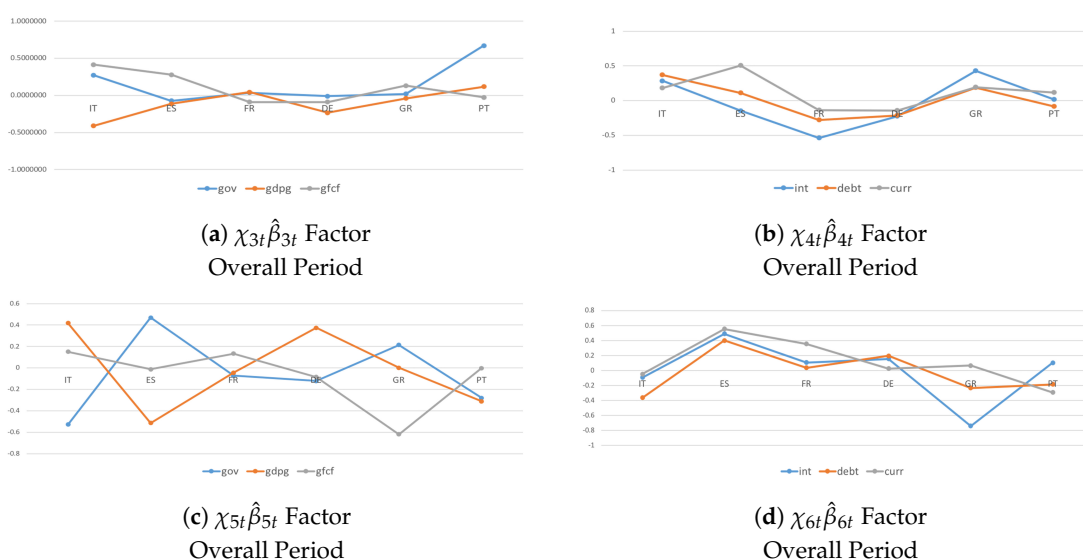 1.0000000
0.5000000
0.0000000
-0.5000000
-1.0000000
IT ES FR DE GR PT
gov gdpg gfcf
(a) χ3tβ̂3t Factor
Overall Period
1
0.5
0
-0.5
-1
IT ES FR DE GR PT
int debt curr
(b) χ4tβ̂4t Factor
Overall Period
0.6
0.4
0.2
0
-0.2
-0.4
-0.6
-0.8
IT ES FR DE GR PT
gov gdpg gfcf
(c) χ5tβ̂5t Factor
Overall Period
0.8
0.6
0.4
0.2
0
-0.2
-0.4
-0.6
-0.8
-1
IT ES FR DE GR PT
int debt curr
(d) χ6tβ̂6t Factor
Overall Period